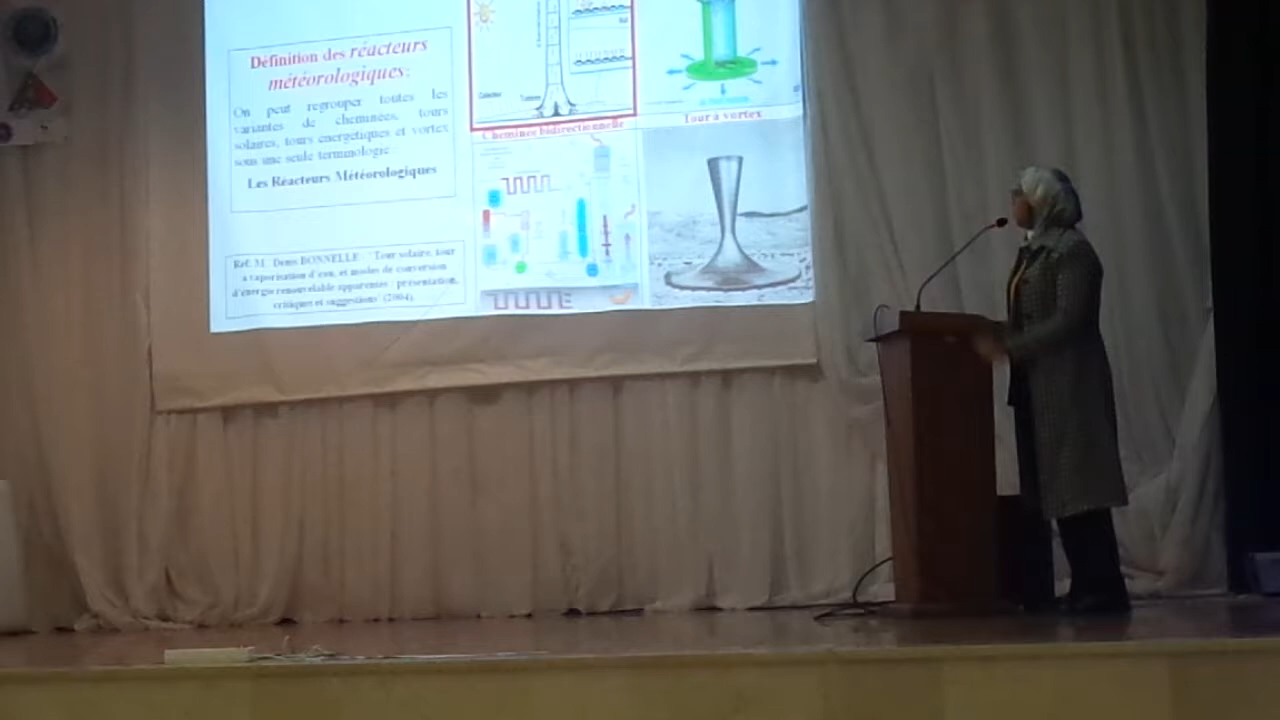 Définition des réacteurs
météorologiques:
On peut regrouper toutes les
variantes de cheminées, tours
solaires, tours énergétiques et vortex
sous une seule terminologie :
Les Réacteurs Météorologiques
Réf: M. Denis BONNELLE : "Tour solaire, tour
à vaporisation d'eau, et modes de conversion
d'énergie renouvelable apparentés : présentation,
critiques et suggestions" (2004).
Collecteur
Cheminée bidirectionnelle
Tour à vortex